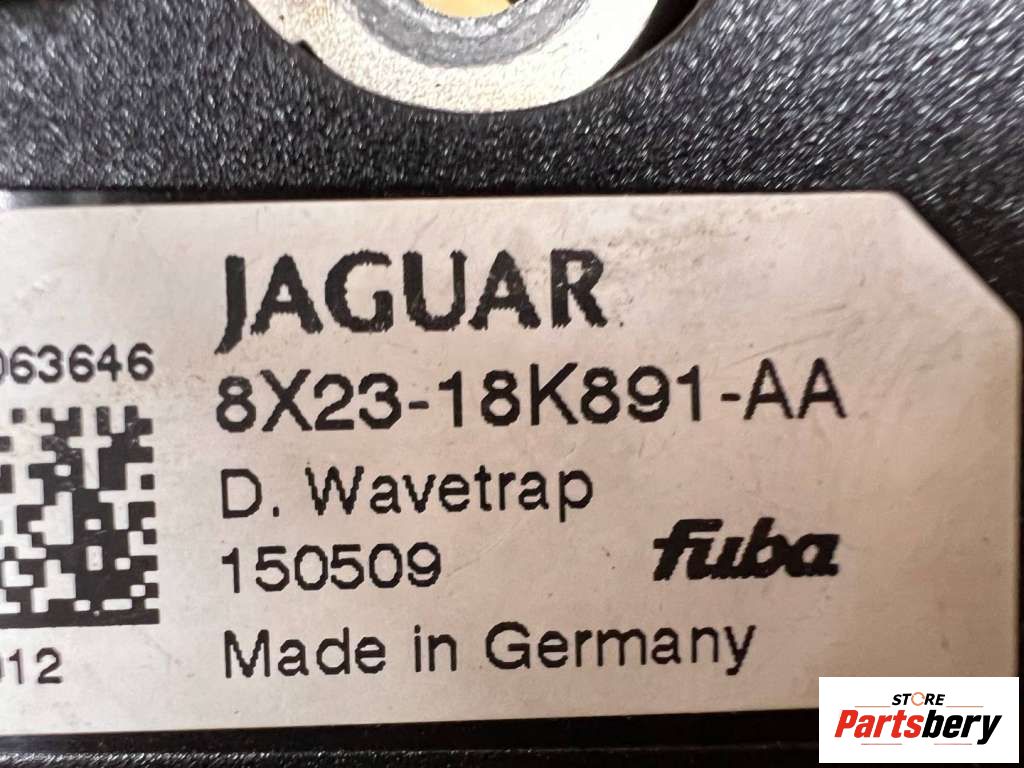 JAGUAR
063646
8X23-18K891-AA
D. Wavetrap
150509
fuba
Made in Germany
012
STORE
Partsbery